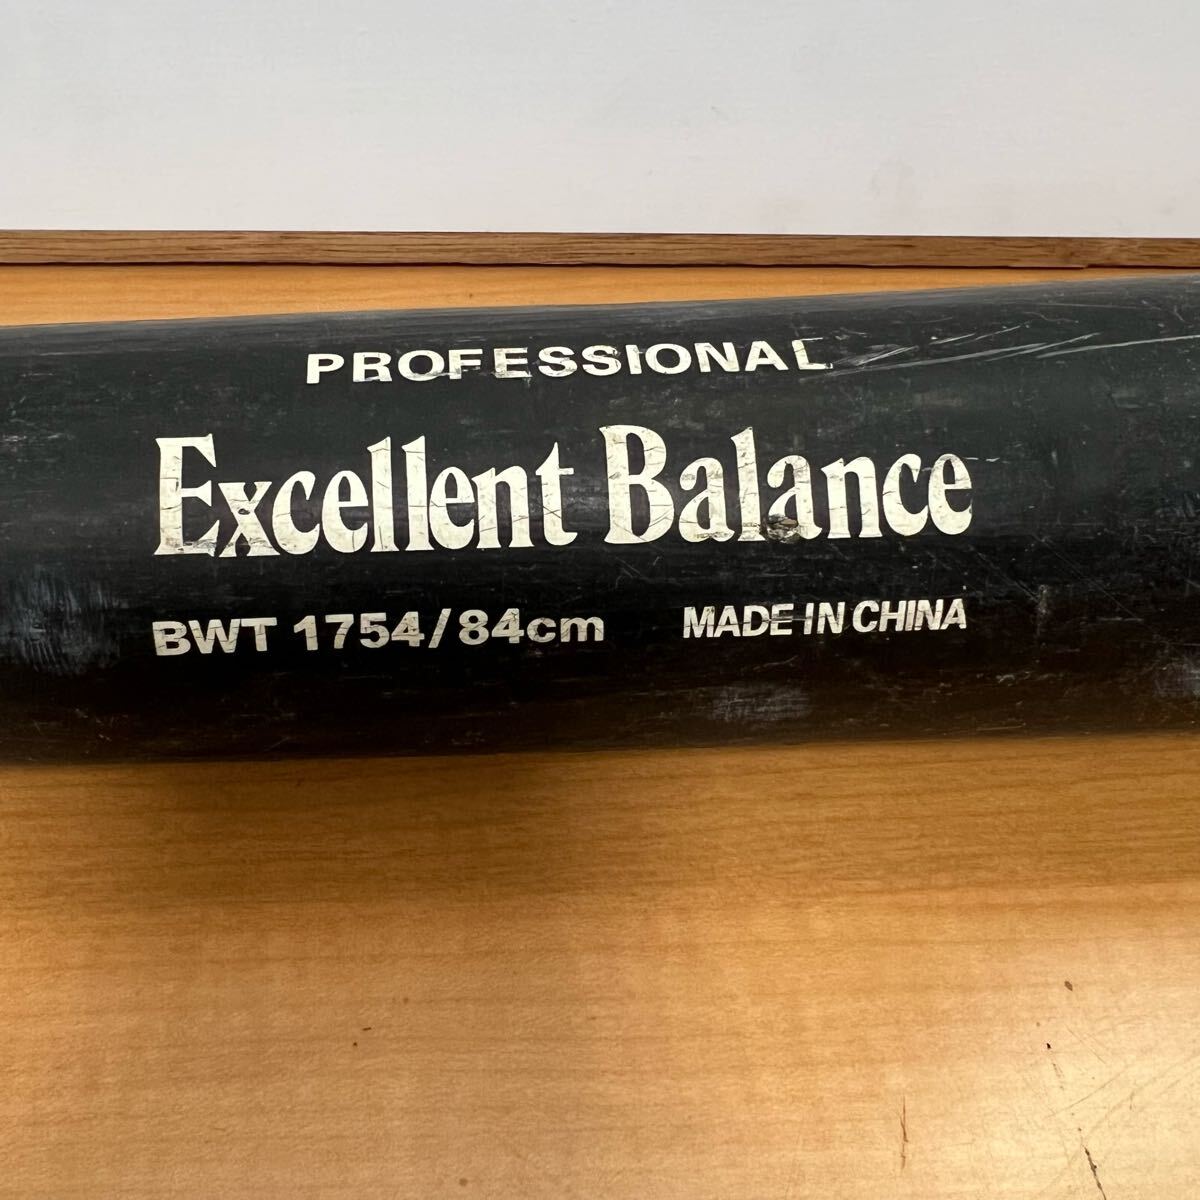 PROFESSIONAL
Excellent Balance
BWT 1754/84cm MADE IN CHINA